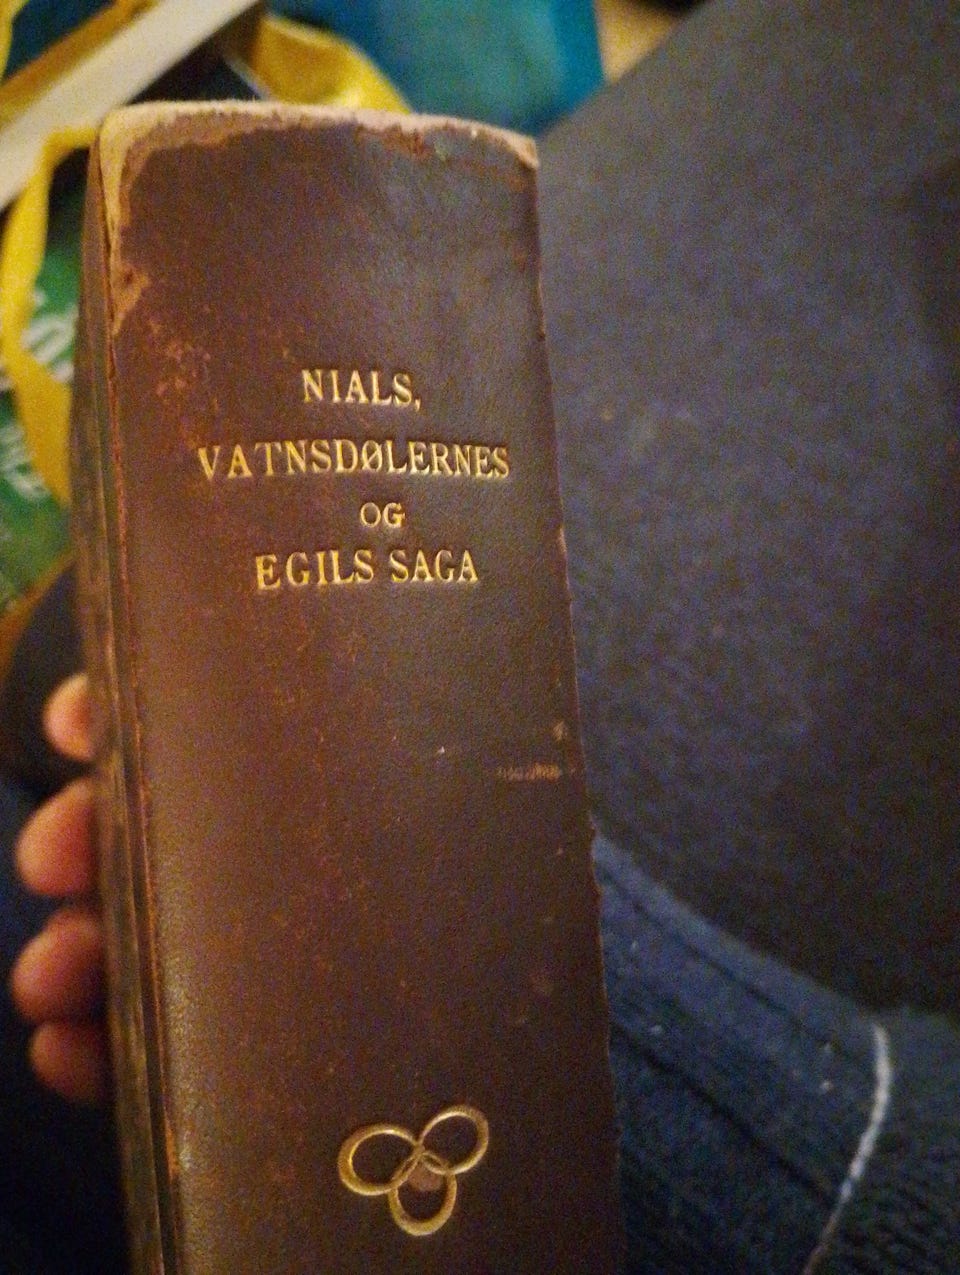 NIALS,
VATNSDØLERNES
OG
EGILS SAGA